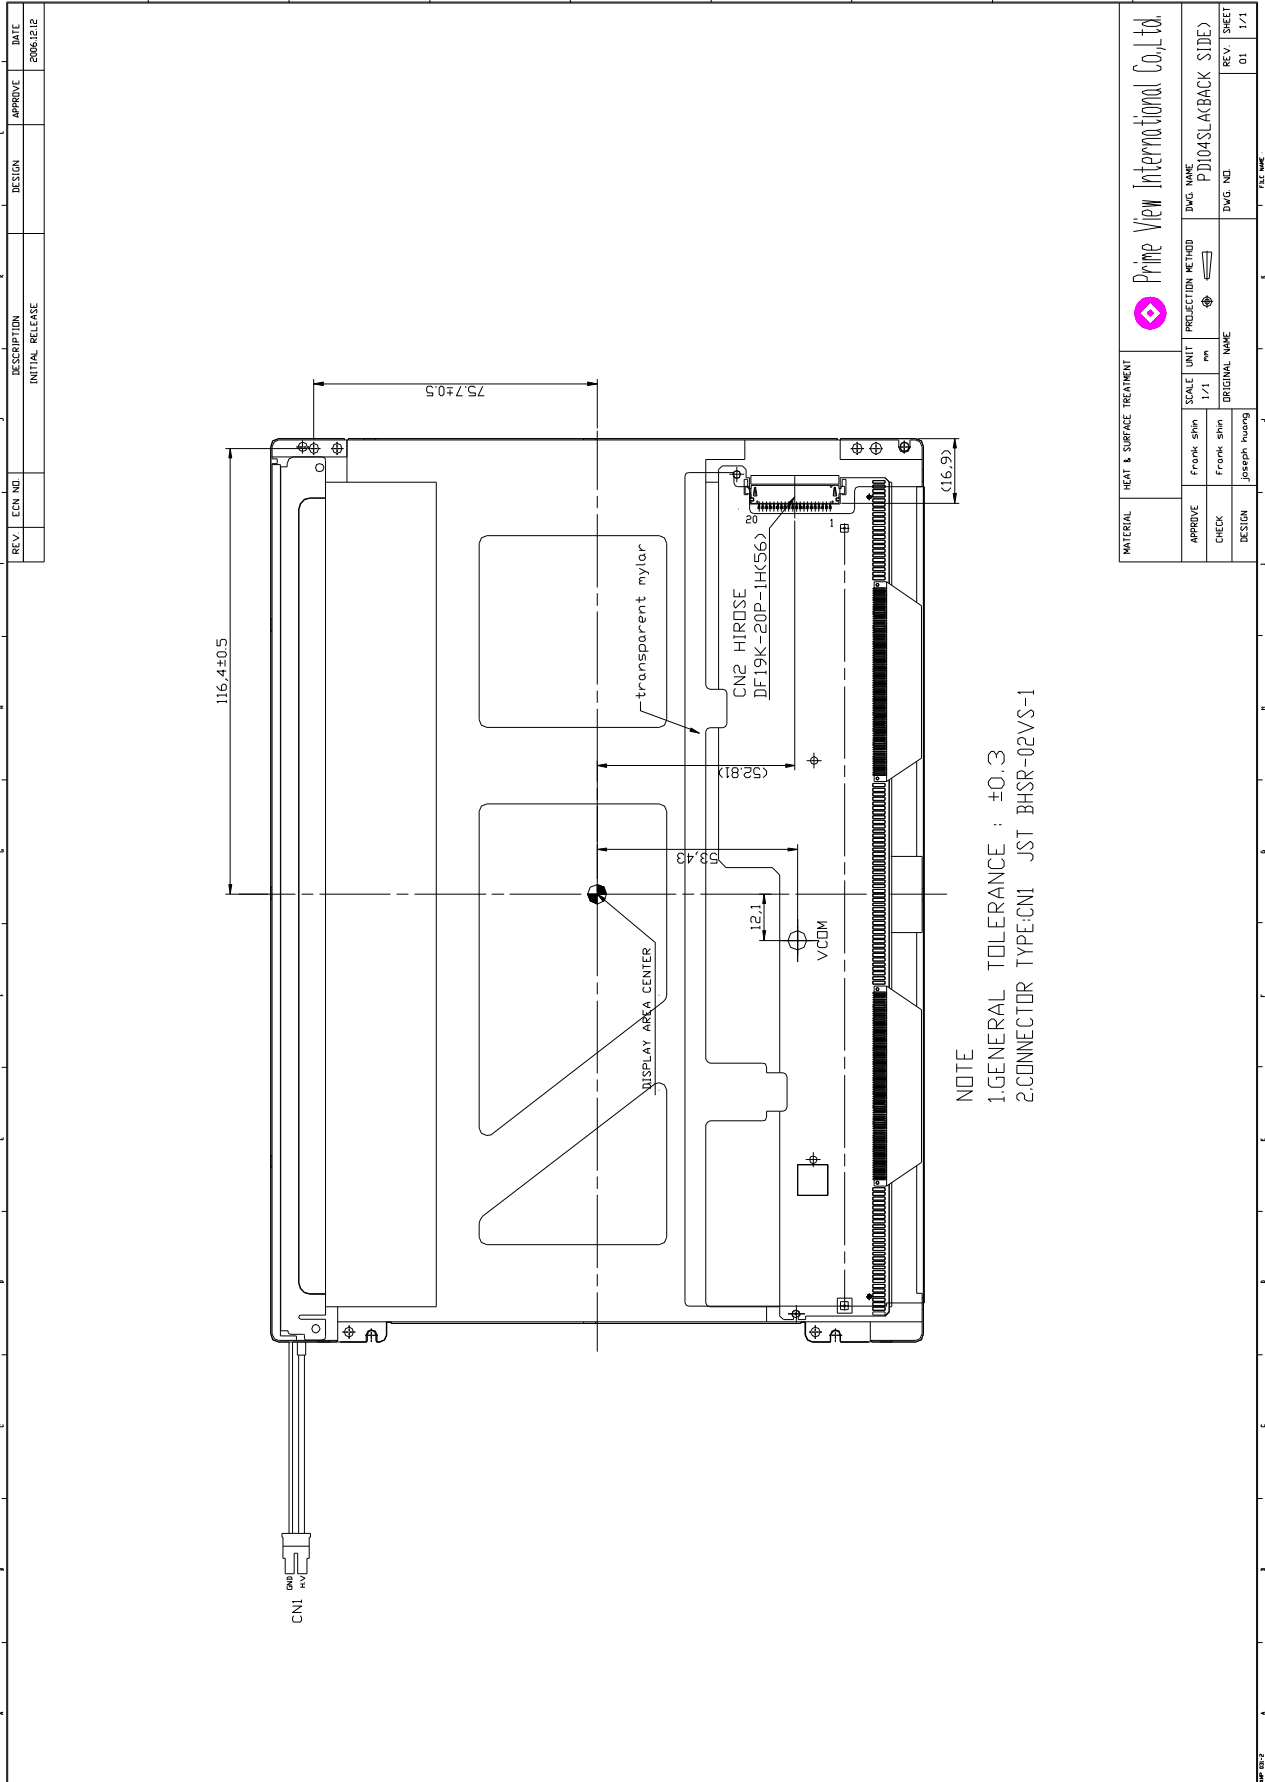 REV. ECN NO. DESCRIPTION DESIGN APPROVE DATE
INITIAL RELEASE 2006.12.12
116,4±0.5
75.7±0.5
CN1
GND
H.V
transparent mylar
CN2 HIROSE
DF19K-20P-1H(56)
20
1
(16,9)
(52.81)
53,43
12,1
VCOM
DISPLAY AREA CENTER
NOTE
1.GENERAL TOLERANCE : ±0.3
2.CONNECTOR TYPE:CN1 JST BHSR-02VS-1
MATERIAL
HEAT & SURFACE TREATMENT
Prime View International Co.,Ltd.
APPROVE frank shin
CHECK frank shin
DESIGN joseph huang
SCALE 1/1
UNIT mm
PROJECTION METHOD
DWG. NAME
PD104SLA(BACK SIDE)
ORIGINAL NAME
DWG. NO.
REV. 01
SHEET 1/1
FILE NAME :